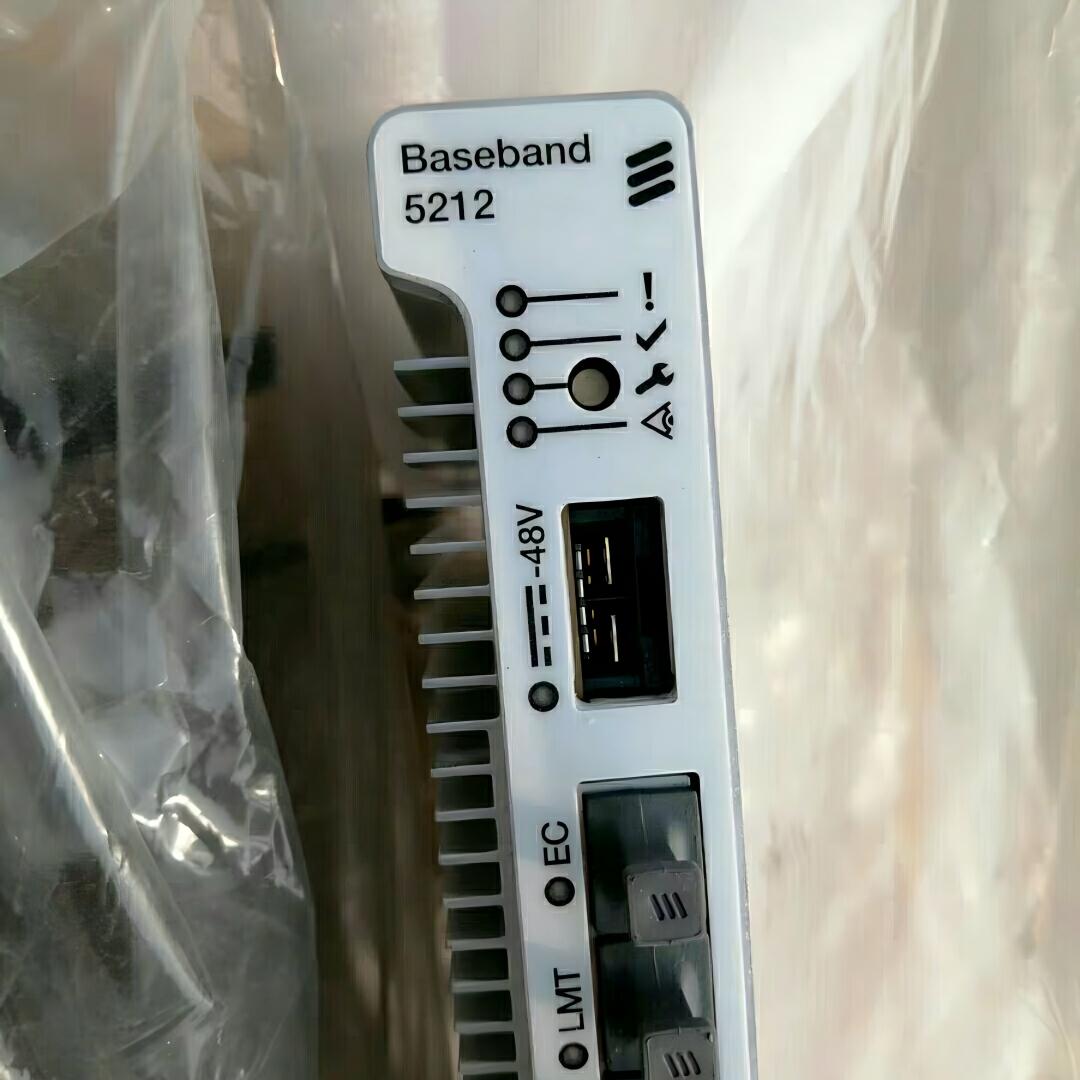 Baseband
5212
!
-48V
EC
LMT